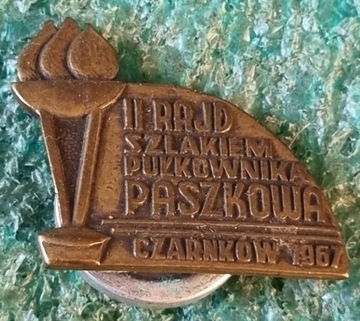 II RAJD
SZLAKIEM
PUŁKOWNIKA
PASZKOWA
CZARNKÓW 1967